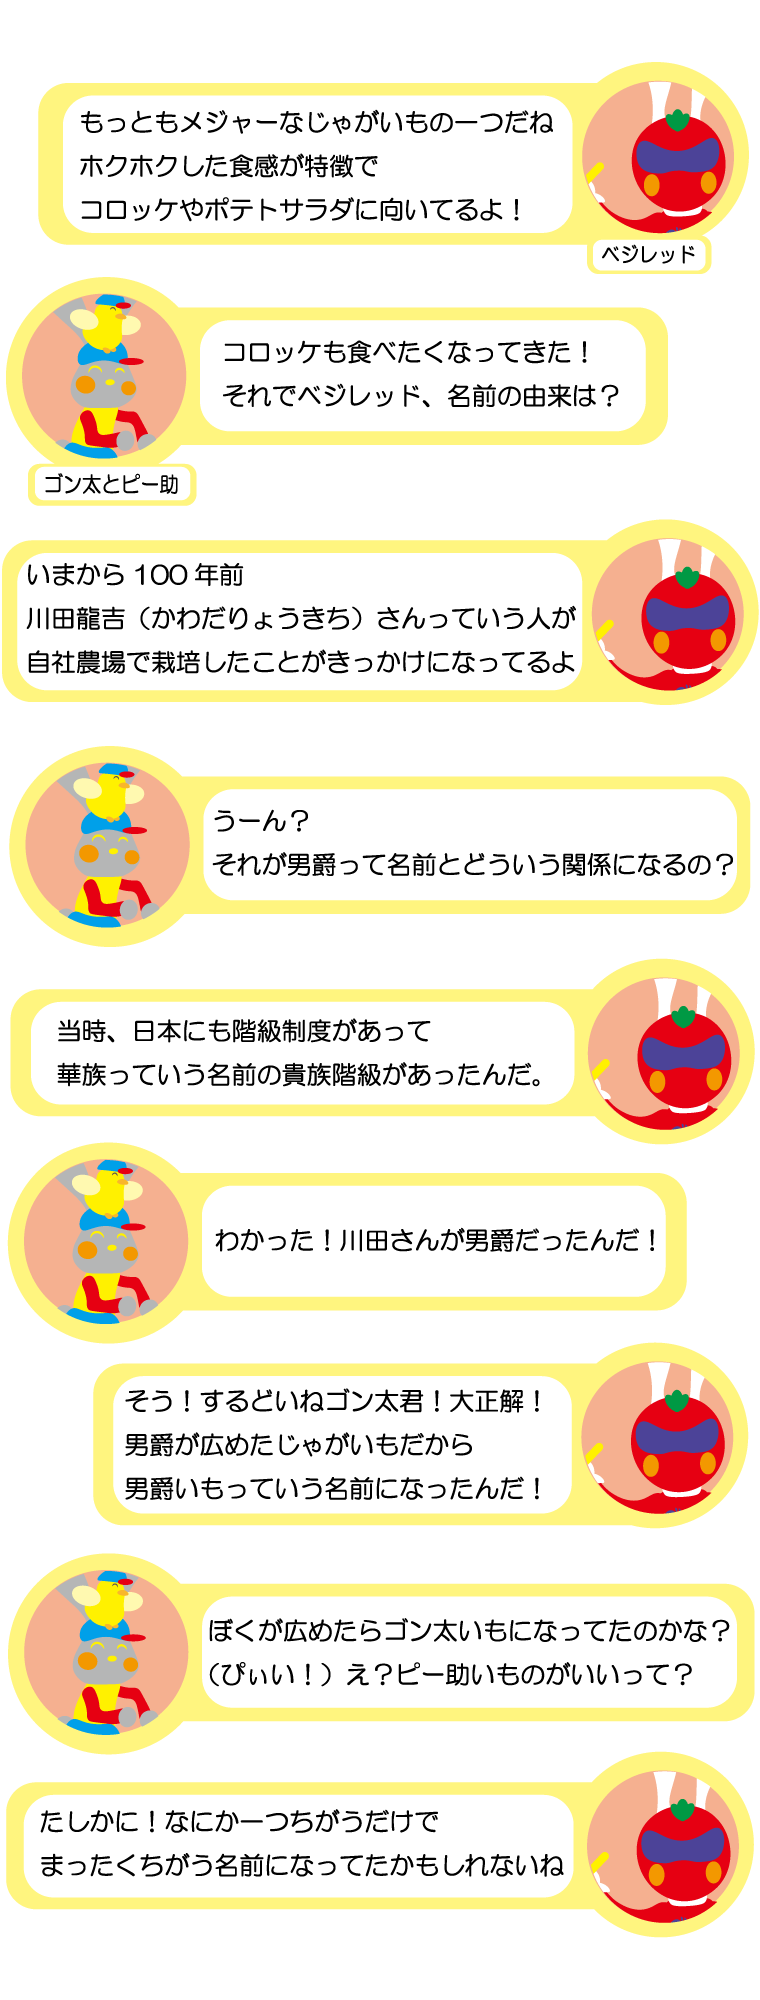 もっともメジャーなじゃがいもの一つだね
ホクホクした食感が特徴で
コロッケやポテトサラダに向いてるよ！
ベジレッド
コロッケも食べたくなってきた！
それでベジレッド、名前の由来は？
ゴン太とピー助
いまから 100 年前
川田龍吉（かわだりょうきち）さんっていう人が
自社農場で栽培したことがきっかけになってるよ
うーん？
それが男爵って名前とどういう関係になるの？
当時、日本にも階級制度があって
華族っていう名前の貴族階級があったんだ。
わかった！川田さんが男爵だったんだ！
そう！するどいねゴン太君！大正解！
男爵が広めたじゃがいもだから
男爵いもっていう名前になったんだ！
ぼくが広めたらゴン太いもになってたのかな？
（ぴぃい！）え？ピー助いものがいいって？
たしかに！なにか一つちがうだけで
まったくちがう名前になってたかもしれないね